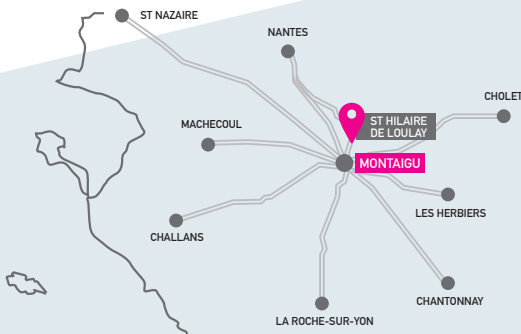 ST NAZAIRE
NANTES
CHOLET
MACHECOUL
ST HILAIRE
DE LOULAY
MONTAIGU
LES HERBIERS
CHALLANS
CHANTONNAY
LA ROCHE-SUR-YON